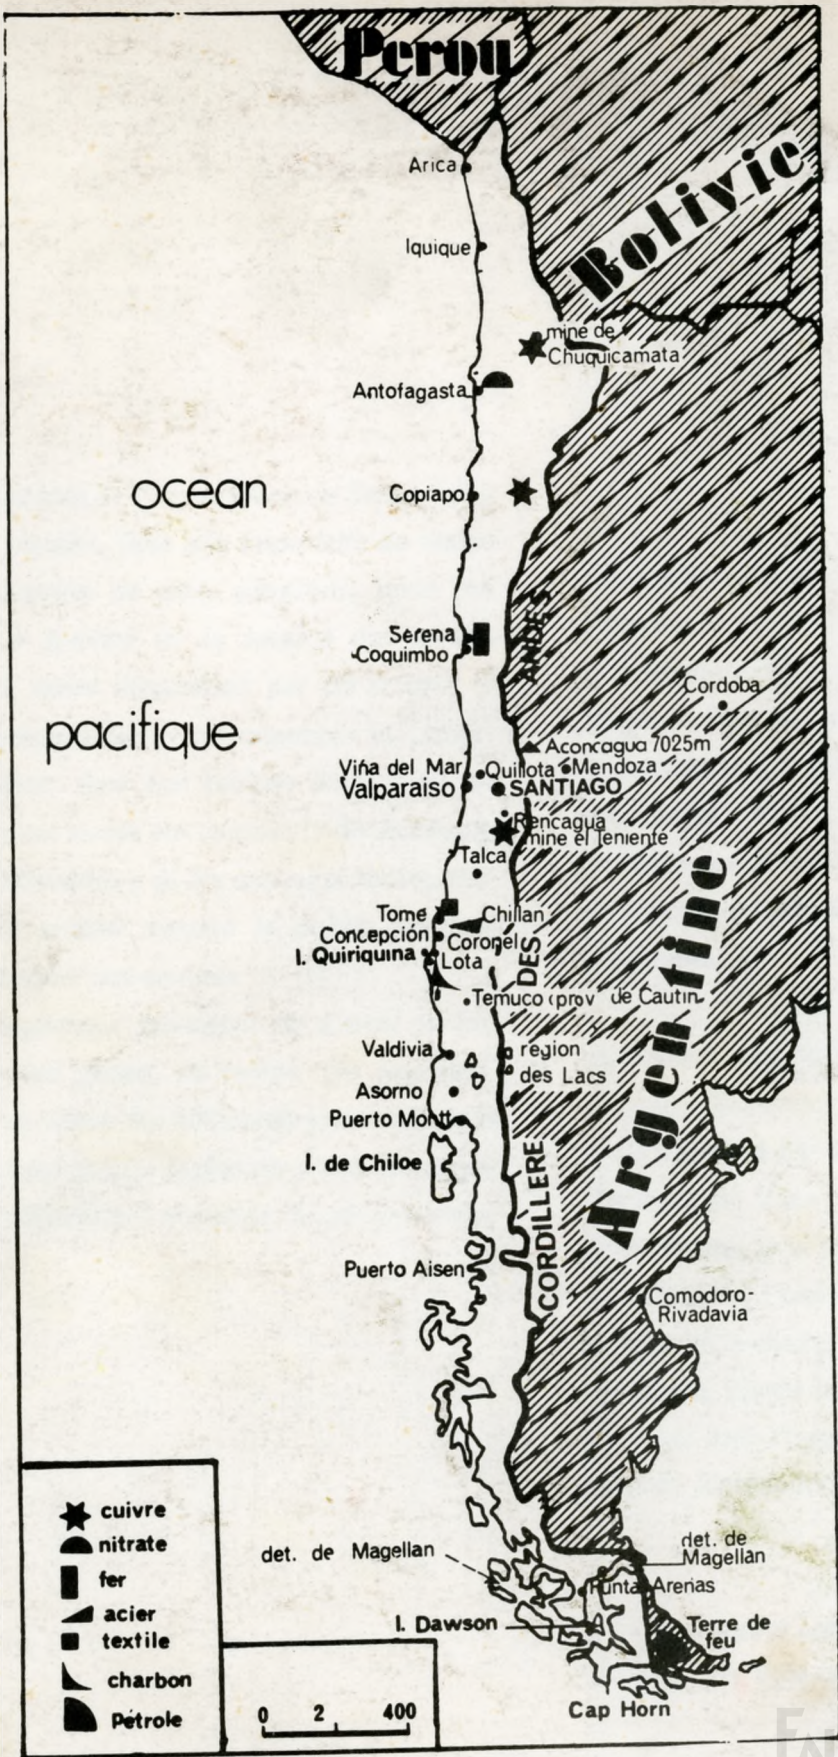 Perou
Bolivie
Arica
Iquique
mine de
Chuquicamata
Antofagasta
ocean
Copiapo
ANDES
Serena
Coquimbo
Cordoba
pacifique
Aconcagua 7025m
Viña del Mar
Quillota
Mendoza
Valparaiso
SANTIAGO
Rencagua
mine el Teniente
Talca
Argentine
Tome
Chillan
Concepción
Coronel
I. Quiriquina
Lota
DES
Temuco (prov de Cautin
Valdivia
region
des Lacs
Asorno
Puerto Montt
I. de Chiloe
CORDILLERE
Puerto Aisen
Comodoro-
Rivadavia
cuivre
nitrate
fer
acier
textile
charbon
Pétrole
det. de Magellan
det. de
Magellan
Punta Arenas
I. Dawson
Terre de
feu
Cap Horn
0 2 400